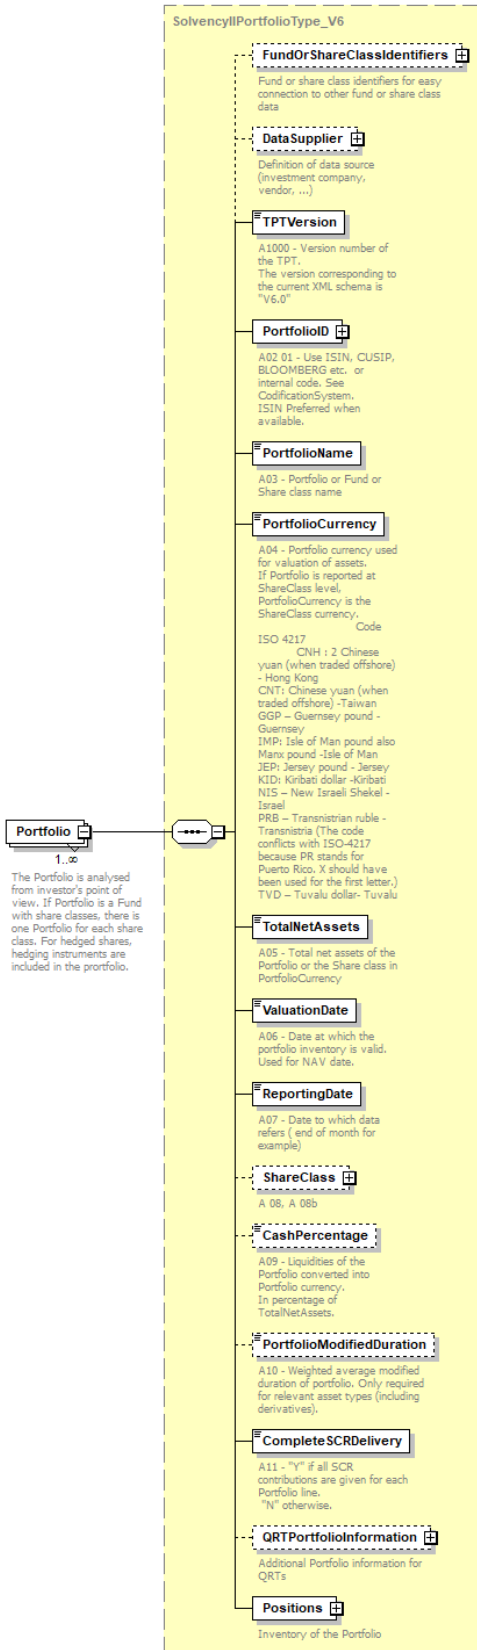 SolvencyIIPortfolioType_V6
FundOrShareClassIdentifiers
Fund or share class identifiers for easy
connection to other fund or share class
data
DataSupplier
Definition of data source
(investment company,
vendor, ...)
TPTVersion
A1000 - Version number of
the TPT.
The version corresponding to
the current XML schema is
"V6.0"
PortfolioID
A02 01 - Use ISIN, CUSIP,
BLOOMBERG etc. or
internal code. See
CodificationSystem.
ISIN Preferred when
available.
PortfolioName
A03 - Portfolio or Fund or
Share class name
PortfolioCurrency
A04 - Portfolio currency used
for valuation of assets.
If Portfolio is reported at
ShareClass level,
PortfolioCurrency is the
ShareClass currency.
Code
ISO 4217
CNH : 2 Chinese
yuan (when traded offshore)
- Hong Kong
CNT: Chinese yuan (when
traded offshore) -Taiwan
GGP – Guernsey pound -
Guernsey
IMP: Isle of Man pound also
Manx pound -Isle of Man
JEP: Jersey pound - Jersey
KID: Kiribati dollar -Kiribati
NIS – New Israeli Shekel -
Israel
PRB – Transnistrian ruble -
Transnistria (The code
conflicts with ISO-4217
because PR stands for
Puerto Rico. X should have
been used for the first letter.)
TVD – Tuvalu dollar- Tuvalu
Portfolio
1..∞
The Portfolio is analysed
from investor's point of
view. If Portfolio is a Fund
with share classes, there is
one Portfolio for each share
class. For hedged shares,
hedging instruments are
included in the prortfolio.
TotalNetAssets
A05 - Total net assets of the
Portfolio or the Share class in
PortfolioCurrency
ValuationDate
A06 - Date at which the
portfolio inventory is valid.
Used for NAV date.
ReportingDate
A07 - Date to which data
refers ( end of month for
example)
ShareClass
A 08, A 08b
CashPercentage
A09 - Liquidities of the
Portfolio converted into
Portfolio currency.
In percentage of
TotalNetAssets.
PortfolioModifiedDuration
A10 - Weighted average modified
duration of portfolio. Only required
for relevant asset types (including
derivatives).
CompleteSCRDelivery
A11 - "Y" if all SCR
contributions are given for each
Portfolio line.
"N" otherwise.
QRTPortfolioInformation
Additional Portfolio information for
QRTs
Positions
Inventory of the Portfolio